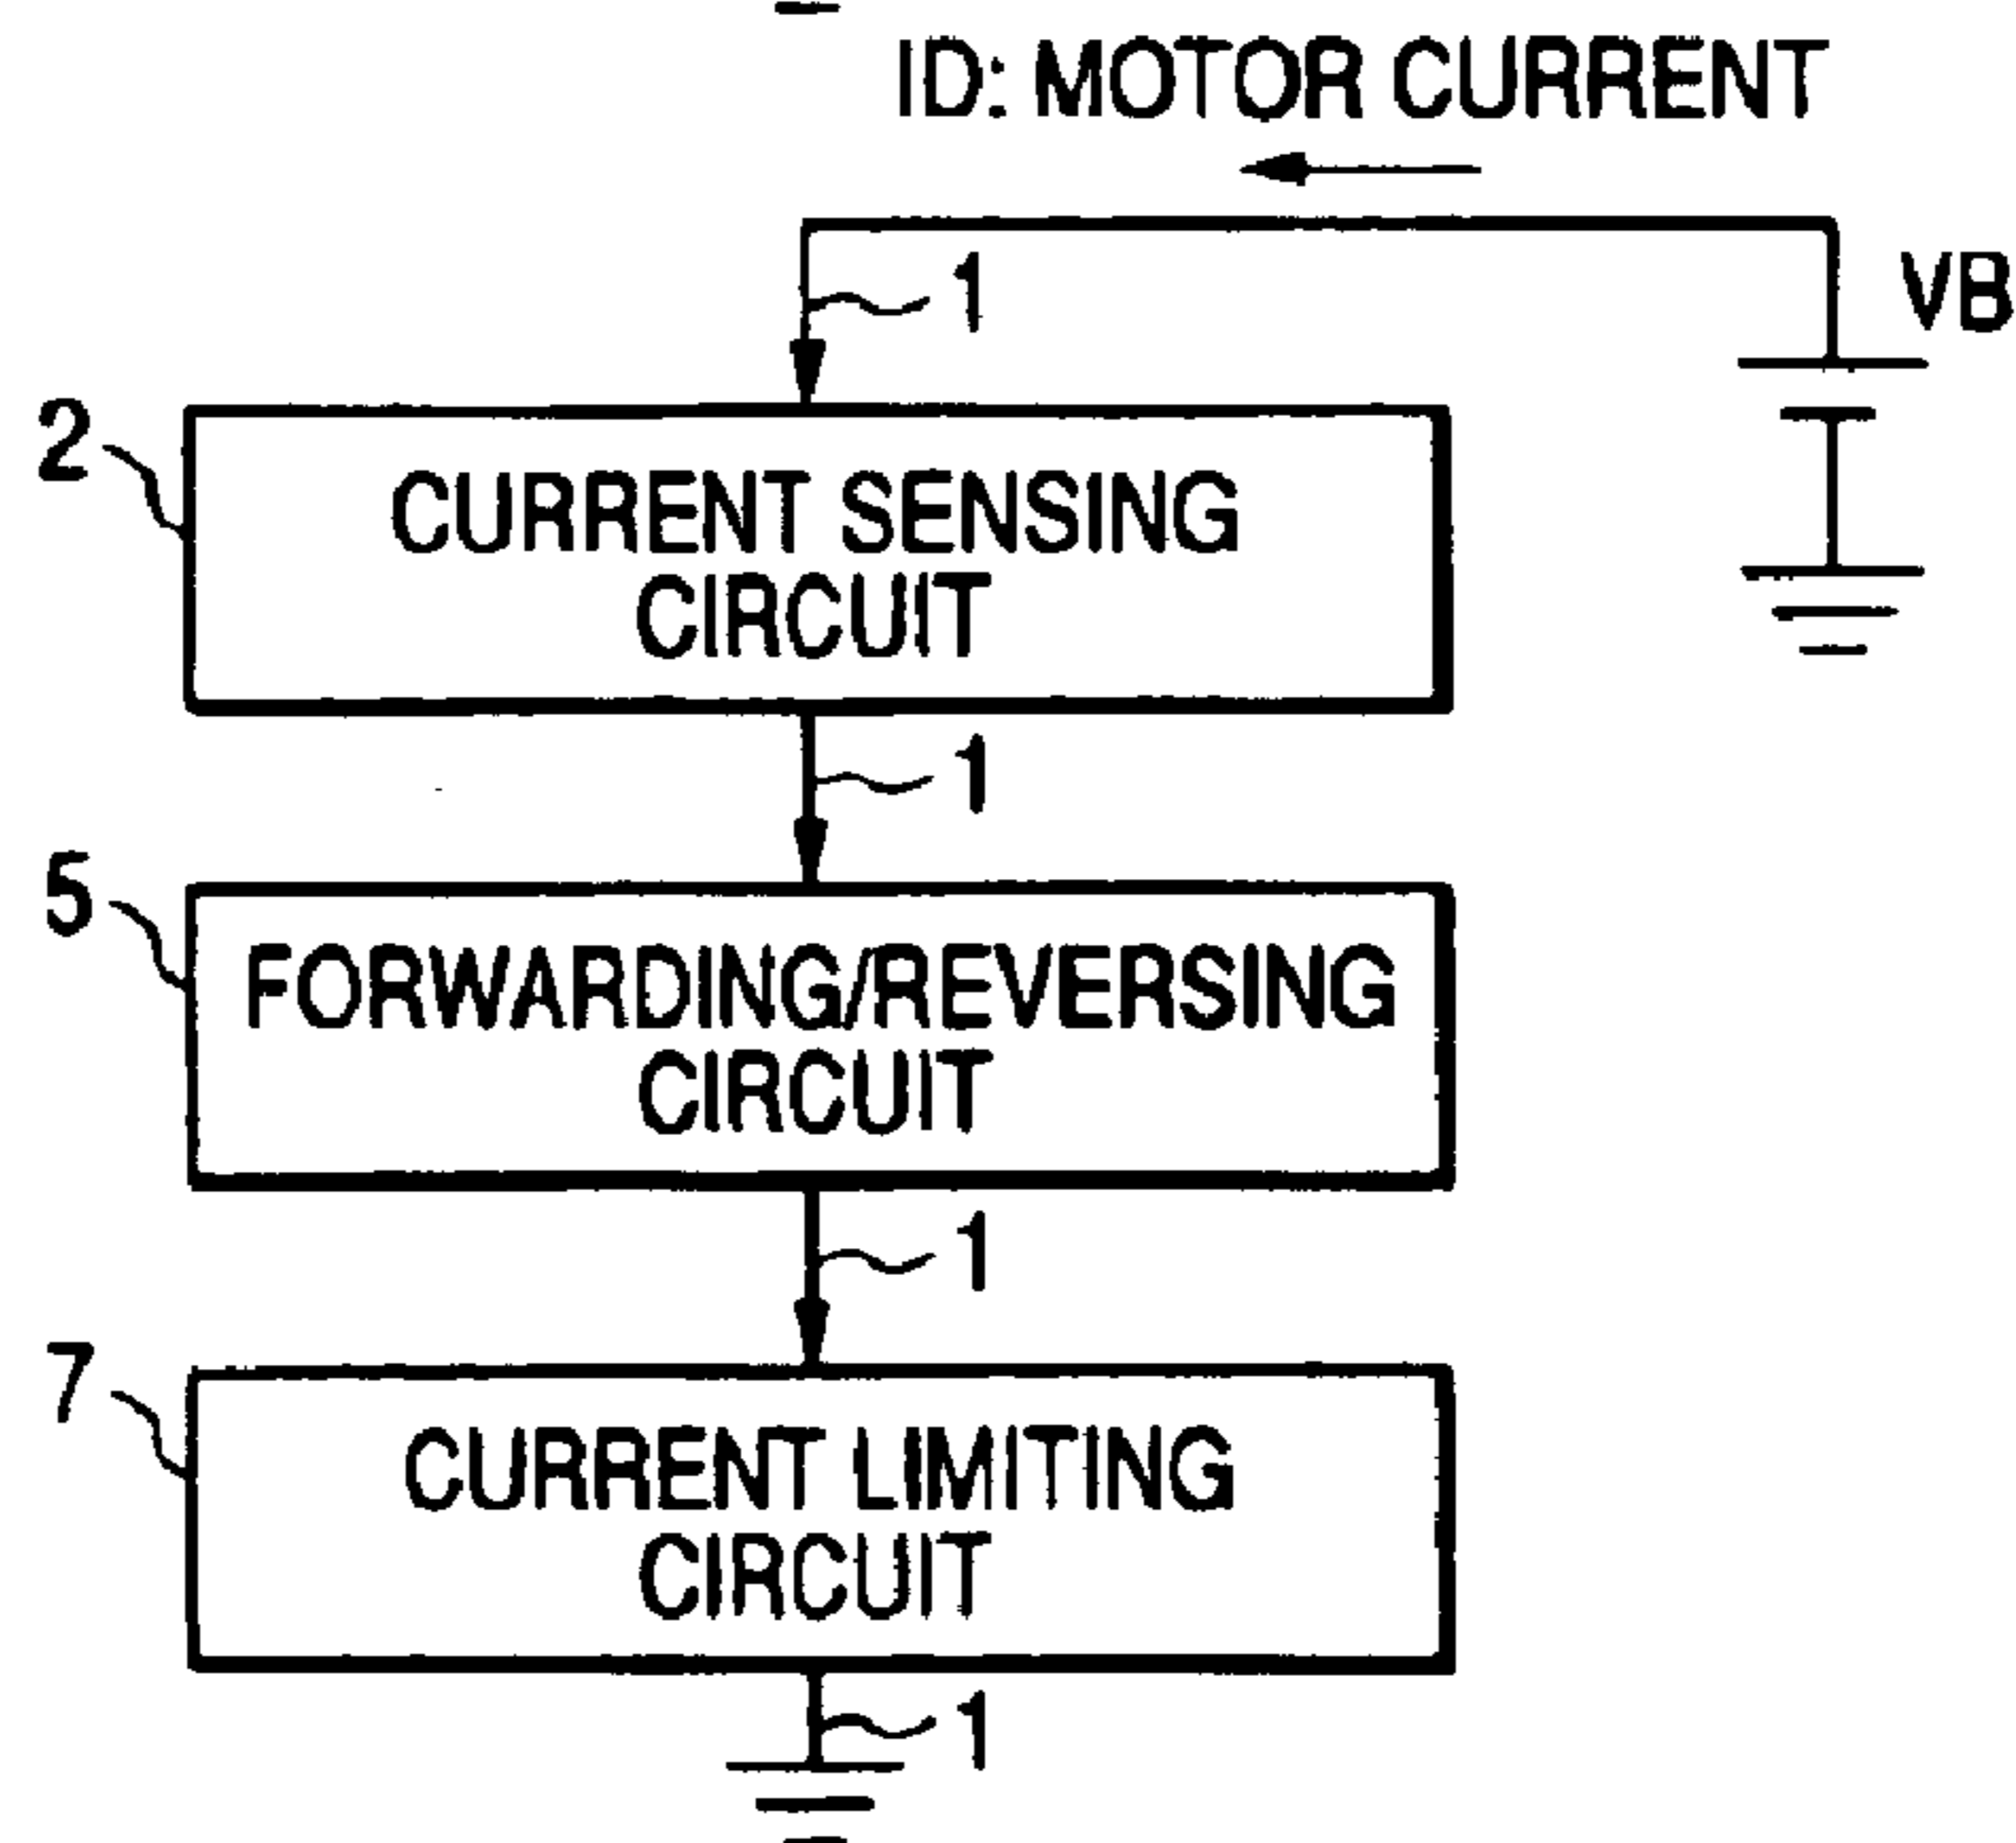 ID: MOTOR CURRENT
1
VB
2
CURRENT SENSING
CIRCUIT
1
5
FORWARDING/REVERSING
CIRCUIT
1
7
CURRENT LIMITING
CIRCUIT
1